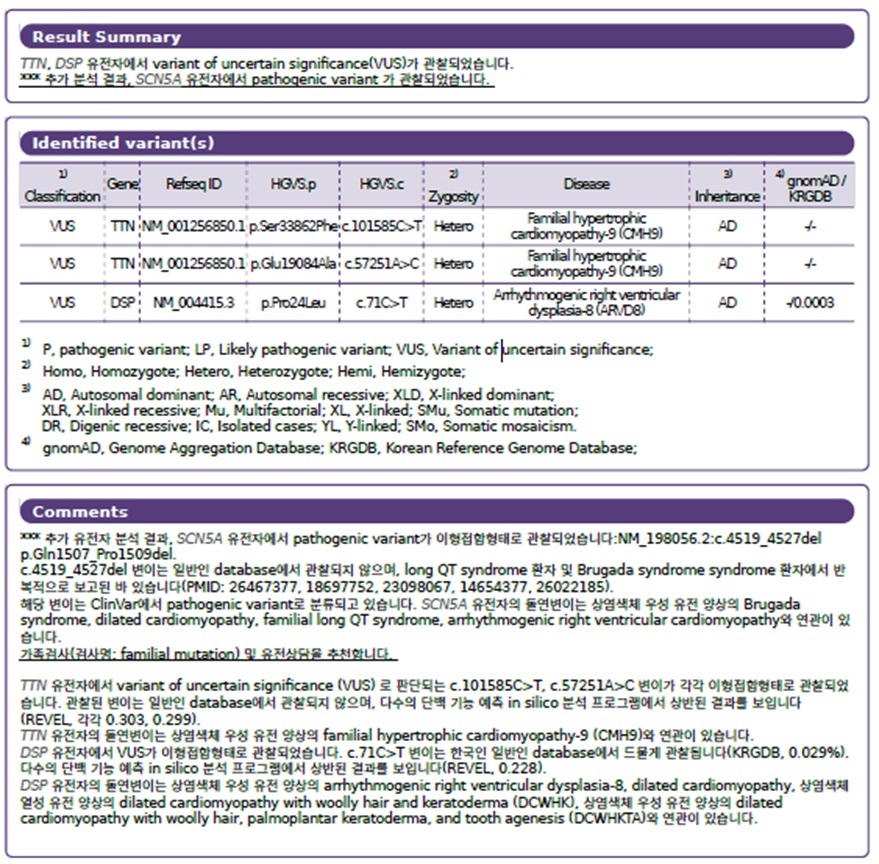 Result Summary
TTN, DSP 유전자에서 variant of uncertain significance(VUS)가 관찰되었습니다.
*** 추가 분석 결과, SCN5A 유전자에서 pathogenic variant 가 관찰되었습니다.
Identified variant(s)
1) Classification Gene Refseq ID HGVS.p HGVS.c 2) Zygosity Disease 3) Inheritance 4) gnomAD / KRGDB
VUS TTN NM_001256850.1 p.Ser33862Phe c.101585C>T Hetero Familial hypertrophic cardiomyopathy-9 (CMH9) AD -/-
VUS TTN NM_001256850.1 p.Glu19084Ala c.57251A>C Hetero Familial hypertrophic cardiomyopathy-9 (CMH9) AD -/-
VUS DSP NM_004415.3 p.Pro24Leu c.71C>T Hetero Arrhythmogenic right ventricular dysplasia-8 (ARVD8) AD -/0.0003
1) P, pathogenic variant; LP, Likely pathogenic variant; VUS, Variant of uncertain significance;
2) Homo, Homozygote; Hetero, Heterozygote; Hemi, Hemizygote;
3) AD, Autosomal dominant; AR, Autosomal recessive; XLD, X-linked dominant;
XLR, X-linked recessive; Mu, Multifactorial; XL, X-linked; SMu, Somatic mutation;
DR, Digenic recessive; IC, Isolated cases; YL, Y-linked; SMo, Somatic mosaicism.
4) gnomAD, Genome Aggregation Database; KRGDB, Korean Reference Genome Database;
Comments
*** 추가 유전자 분석 결과, SCN5A 유전자에서 pathogenic variant가 이형접합형태로 관찰되었습니다:NM_198056.2:c.4519_4527del
p.Gln1507_Pro1509del.
c.4519_4527del 변이는 일반인 database에서 관찰되지 않으며, long QT syndrome 환자 및 Brugada syndrome syndrome 환자에서 반
복적으로 보고된 바 있습니다(PMID: 26467377, 18697752, 23098067, 14654377, 26022185).
해당 변이는 ClinVar에서 pathogenic variant로 분류되고 있습니다. SCN5A 유전자의 돌연변이는 상염색체 우성 유전 양상의 Brugada
syndrome, dilated cardiomyopathy, familial long QT syndrome, arrhythmogenic right ventricular cardiomyopathy와 연관이 있
습니다.
가족검사(검사명: familial mutation) 및 유전상담을 추천합니다.
TTN 유전자에서 variant of uncertain significance (VUS) 로 판단되는 c.101585C>T, c.57251A>C 변이가 각각 이형접합형태로 관찰되었
습니다. 관찰된 변이는 일반인 database에서 관찰되지 않으며, 다수의 단백 기능 예측 in silico 분석 프로그램에서 상반된 결과를 보입니다
(REVEL, 각각 0.303, 0.299).
TTN 유전자의 돌연변이는 상염색체 우성 유전 양상의 familial hypertrophic cardiomyopathy-9 (CMH9)와 연관이 있습니다.
DSP 유전자에서 VUS가 이형접합형태로 관찰되었습니다. c.71C>T 변이는 한국인 일반인 database에서 드물게 관찰됩니다(KRGDB, 0.029%).
다수의 단백 기능 예측 in silico 분석 프로그램에서 상반된 결과를 보입니다(REVEL, 0.228).
DSP 유전자의 돌연변이는 상염색체 우성 유전 양상의 arrhythmogenic right ventricular dysplasia-8, dilated cardiomyopathy, 상염색체
열성 유전 양상의 dilated cardiomyopathy with woolly hair and keratoderma (DCWHK), 상염색체 우성 유전 양상의 dilated
cardiomyopathy with woolly hair, palmoplantar keratoderma, and tooth agenesis (DCWHKTA)와 연관이 있습니다.